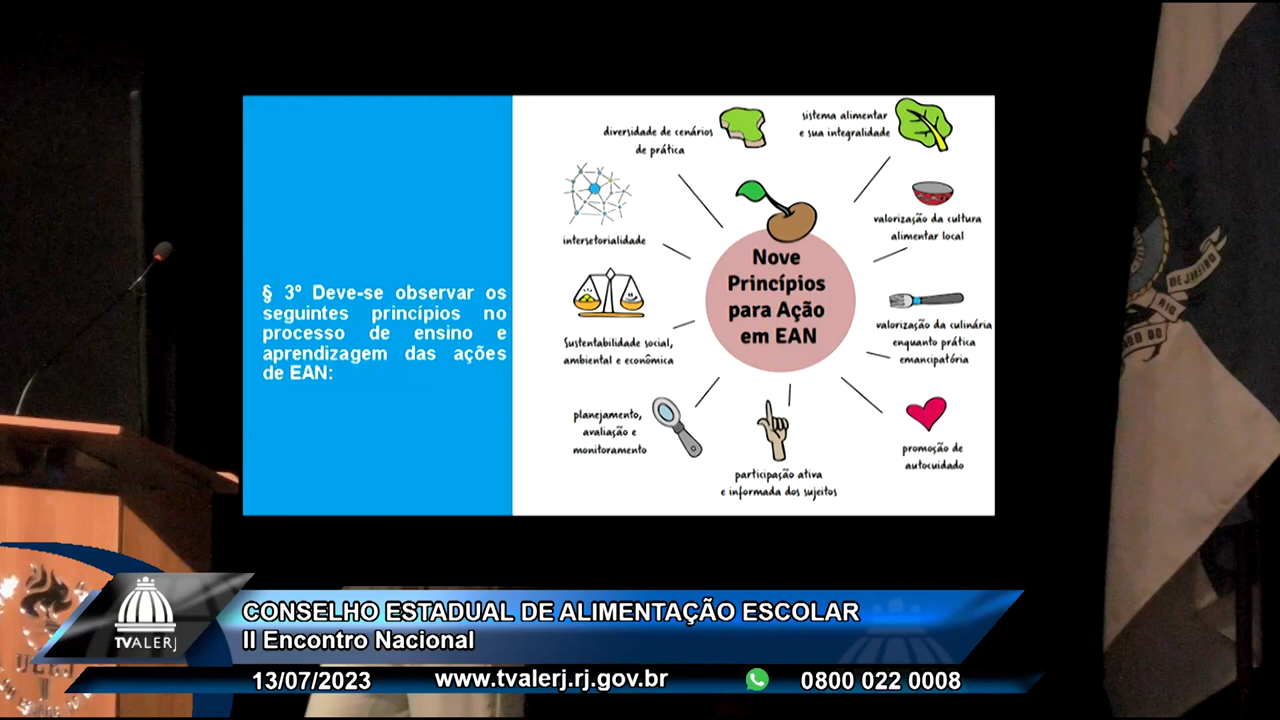 § 3º Deve-se observar os
seguintes princípios no
processo de ensino e
aprendizagem das ações
de EAN:
diversidade de cenários
de prática
sistema alimentar
e sua integralidade
intersetorialidade
valorização da cultura
alimentar local
Nove
Princípios
para Ação
em EAN
Sustentabilidade social,
ambiental e econômica
valorização da culinária
enquanto prática
emancipatória
planejamento,
avaliação e
monitoramento
participação ativa
e informada dos sujeitos
promoção de
autocuidado
DE JANEIRO
RIO
UERJ
TVALERJ
CONSELHO ESTADUAL DE ALIMENTAÇÃO ESCOLAR
II Encontro Nacional
13/07/2023
www.tvalerj.rj.gov.br
0800 022 0008